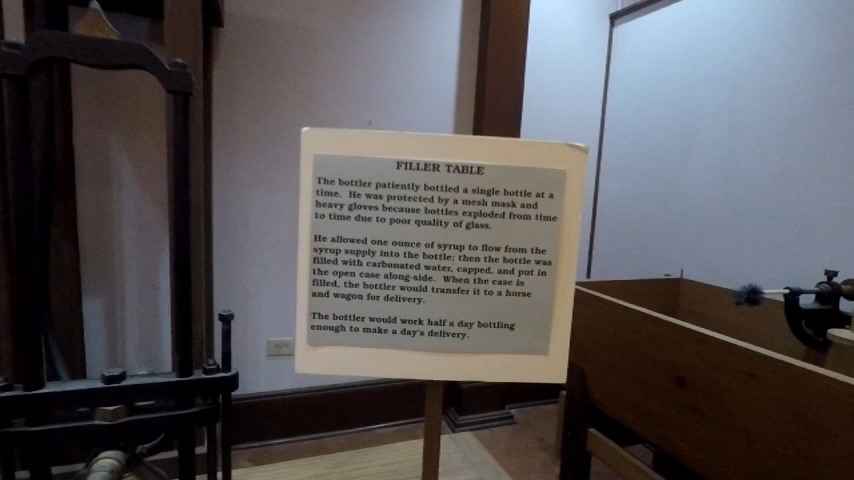 FILLER TABLE
The bottler patiently bottled a single bottle at a
time. He was protected by a mesh mask and
heavy gloves because bottles exploded from time
to time due to poor quality of glass.
He allowed one ounce of syrup to flow from the
syrup supply into the bottle; then the bottle was
filled with carbonated water, capped, and put in
the open case along-side. When the case is
filled, the bottler would transfer it to a horse
and wagon for delivery.
The bottler would work half a day bottling
enough to make a day's delivery.